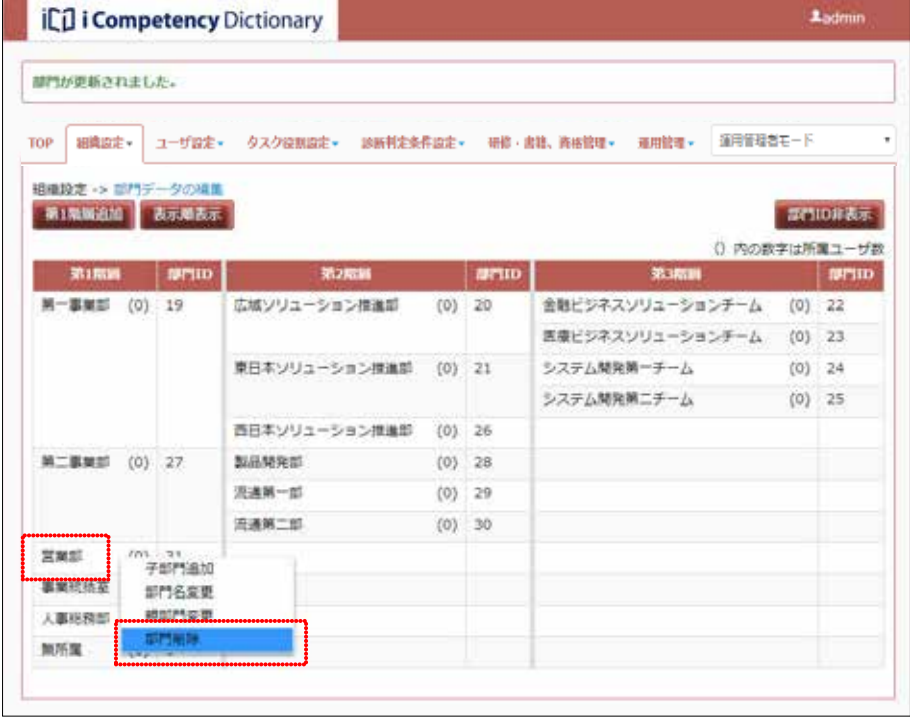 iCD i Competency Dictionary
admin
部門が更新されました。
TOP 組織設定 ユーザ設定 タスク役割設定 診断判定条件設定 研修・書籍、資格管理 運用管理 運用管理者モード
組織設定 -> 部門データの編集
第1階層追加 表示順表示 部門ID非表示
() 内の数字は所属ユーザ数
第1階層 部門ID 第2階層 部門ID 第3階層 部門ID
第一事業部 (0) 19 広域ソリューション推進部 (0) 20 金融ビジネスソリューションチーム (0) 22
医療ビジネスソリューションチーム (0) 23
東日本ソリューション推進部 (0) 21 システム開発第一チーム (0) 24
システム開発第二チーム (0) 25
西日本ソリューション推進部 (0) 26
第二事業部 (0) 27 製品開発部 (0) 28
流通第一部 (0) 29
流通第二部 (0) 30
営業部 (0) 31
子部門追加
事業統括室 部門名変更
人事総務部 親部門変更
部門削除
無所属